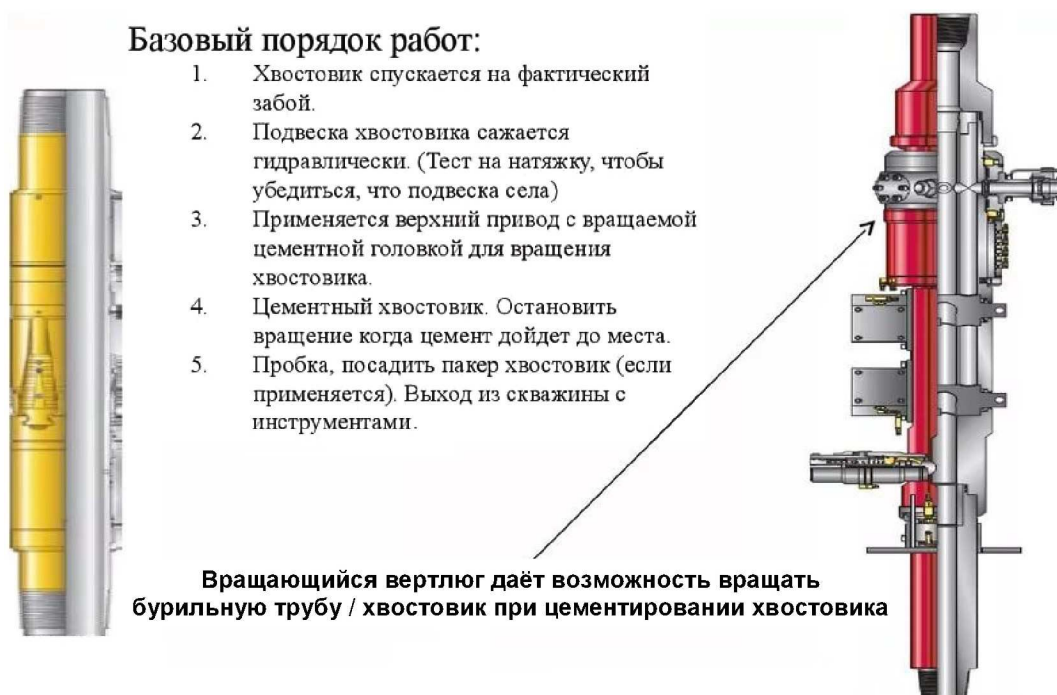 Базовый порядок работ:
1. Хвостовик спускается на фактический
забой.
2. Подвеска хвостовика сажается
гидравлически. (Тест на натяжку, чтобы
убедиться, что подвеска села)
3. Применяется верхний привод с вращаемой
цементной головкой для вращения
хвостовика.
4. Цементный хвостовик. Остановить
вращение когда цемент дойдет до места.
5. Пробка, посадить пакер хвостовик (если
применяется). Выход из скважины с
инструментами.
Вращающийся вертлюг даёт возможность вращать
бурильную трубу / хвостовик при цементировании хвостовика